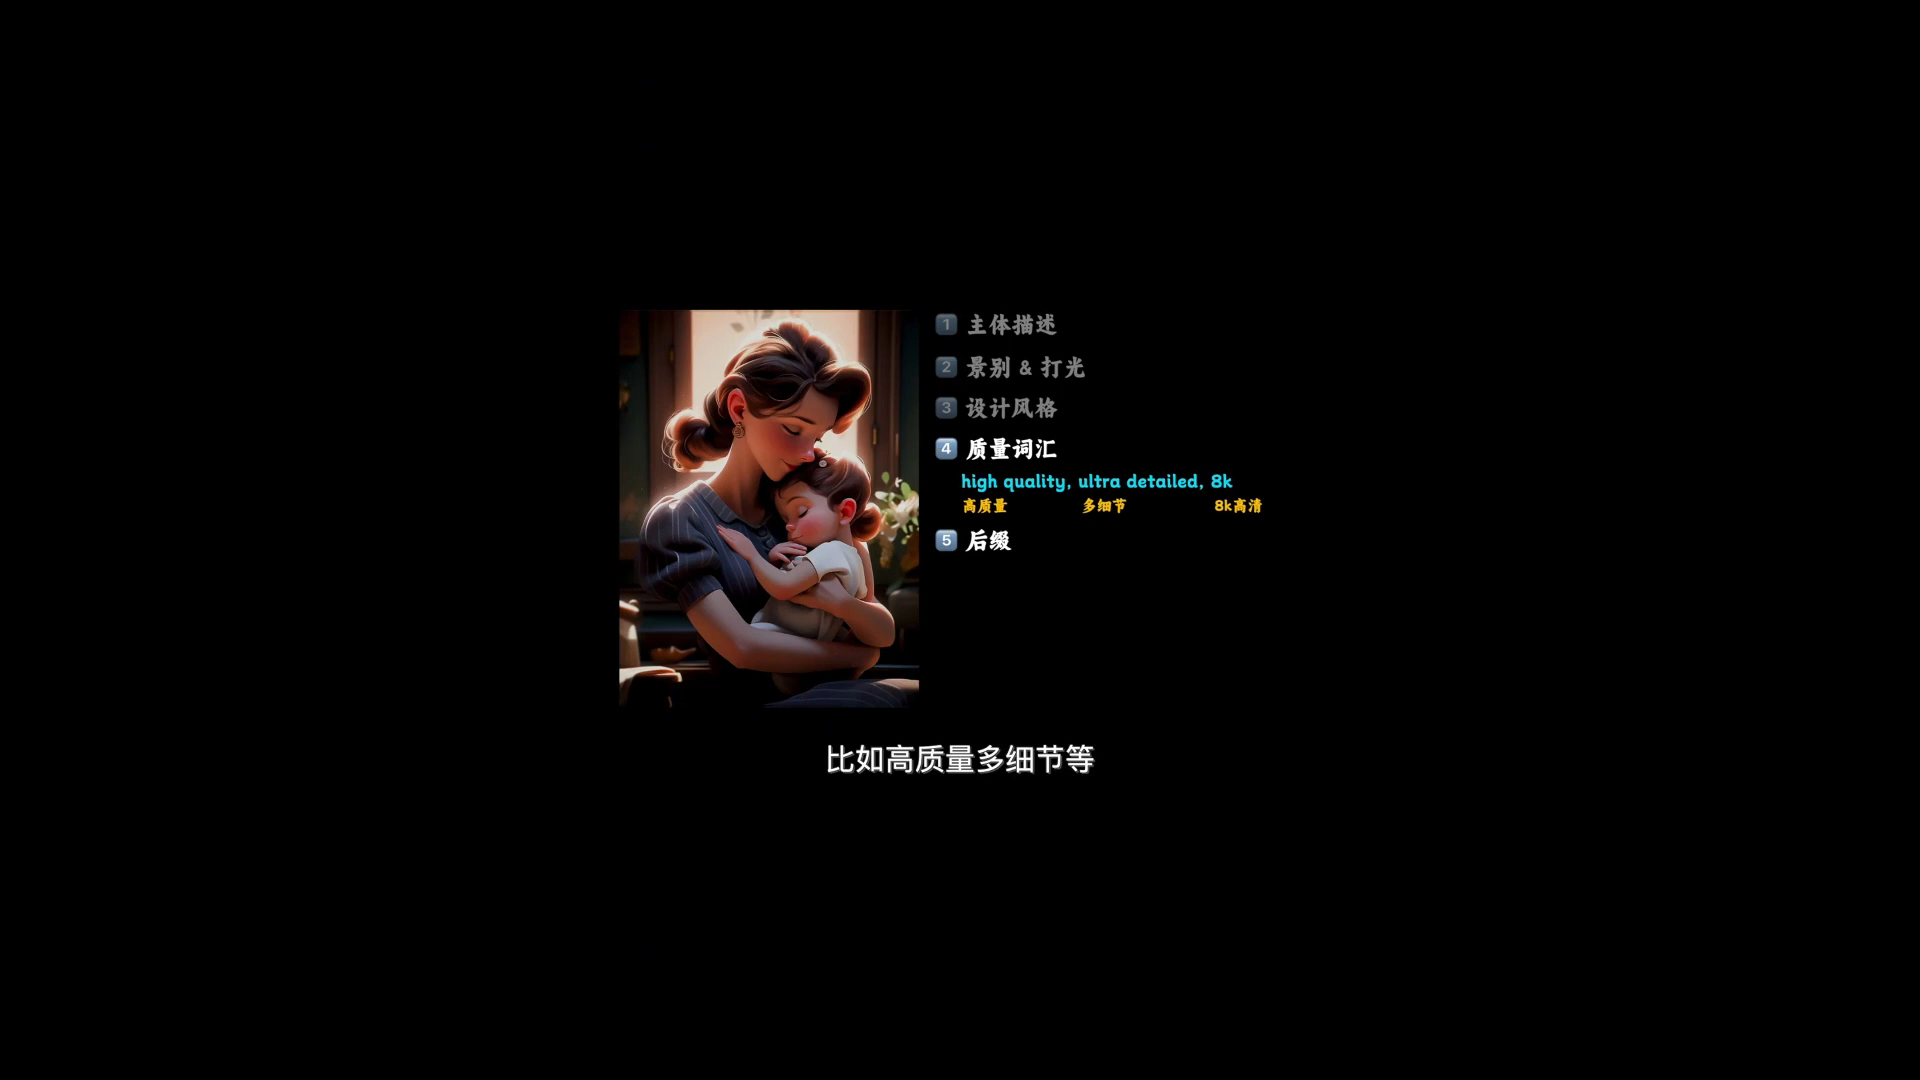 1 主体描述
2 景别 & 打光
3 设计风格
4 质量词汇
high quality, ultra detailed, 8k
高质量 多细节 8k高清
5 后缀
比如高质量多细节等